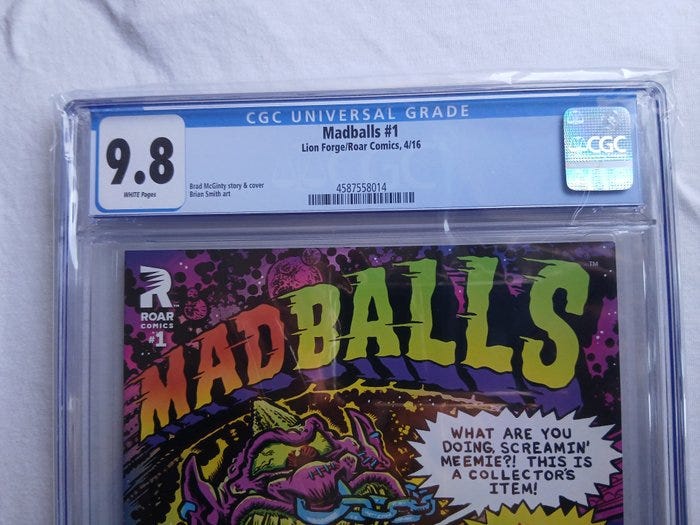 CGC UNIVERSAL GRADE
9.8
WHITE Pages
Madballs #1
Lion Forge/Roar Comics, 4/16
Brad McGinty story & cover
Brian Smith art
4587558014
CGC
R
ROAR
COMICS
#1
MADBALLS
TM
WHAT ARE YOU
DOING, SCREAMIN'
MEEMIE?! THIS IS
A COLLECTOR'S
ITEM!